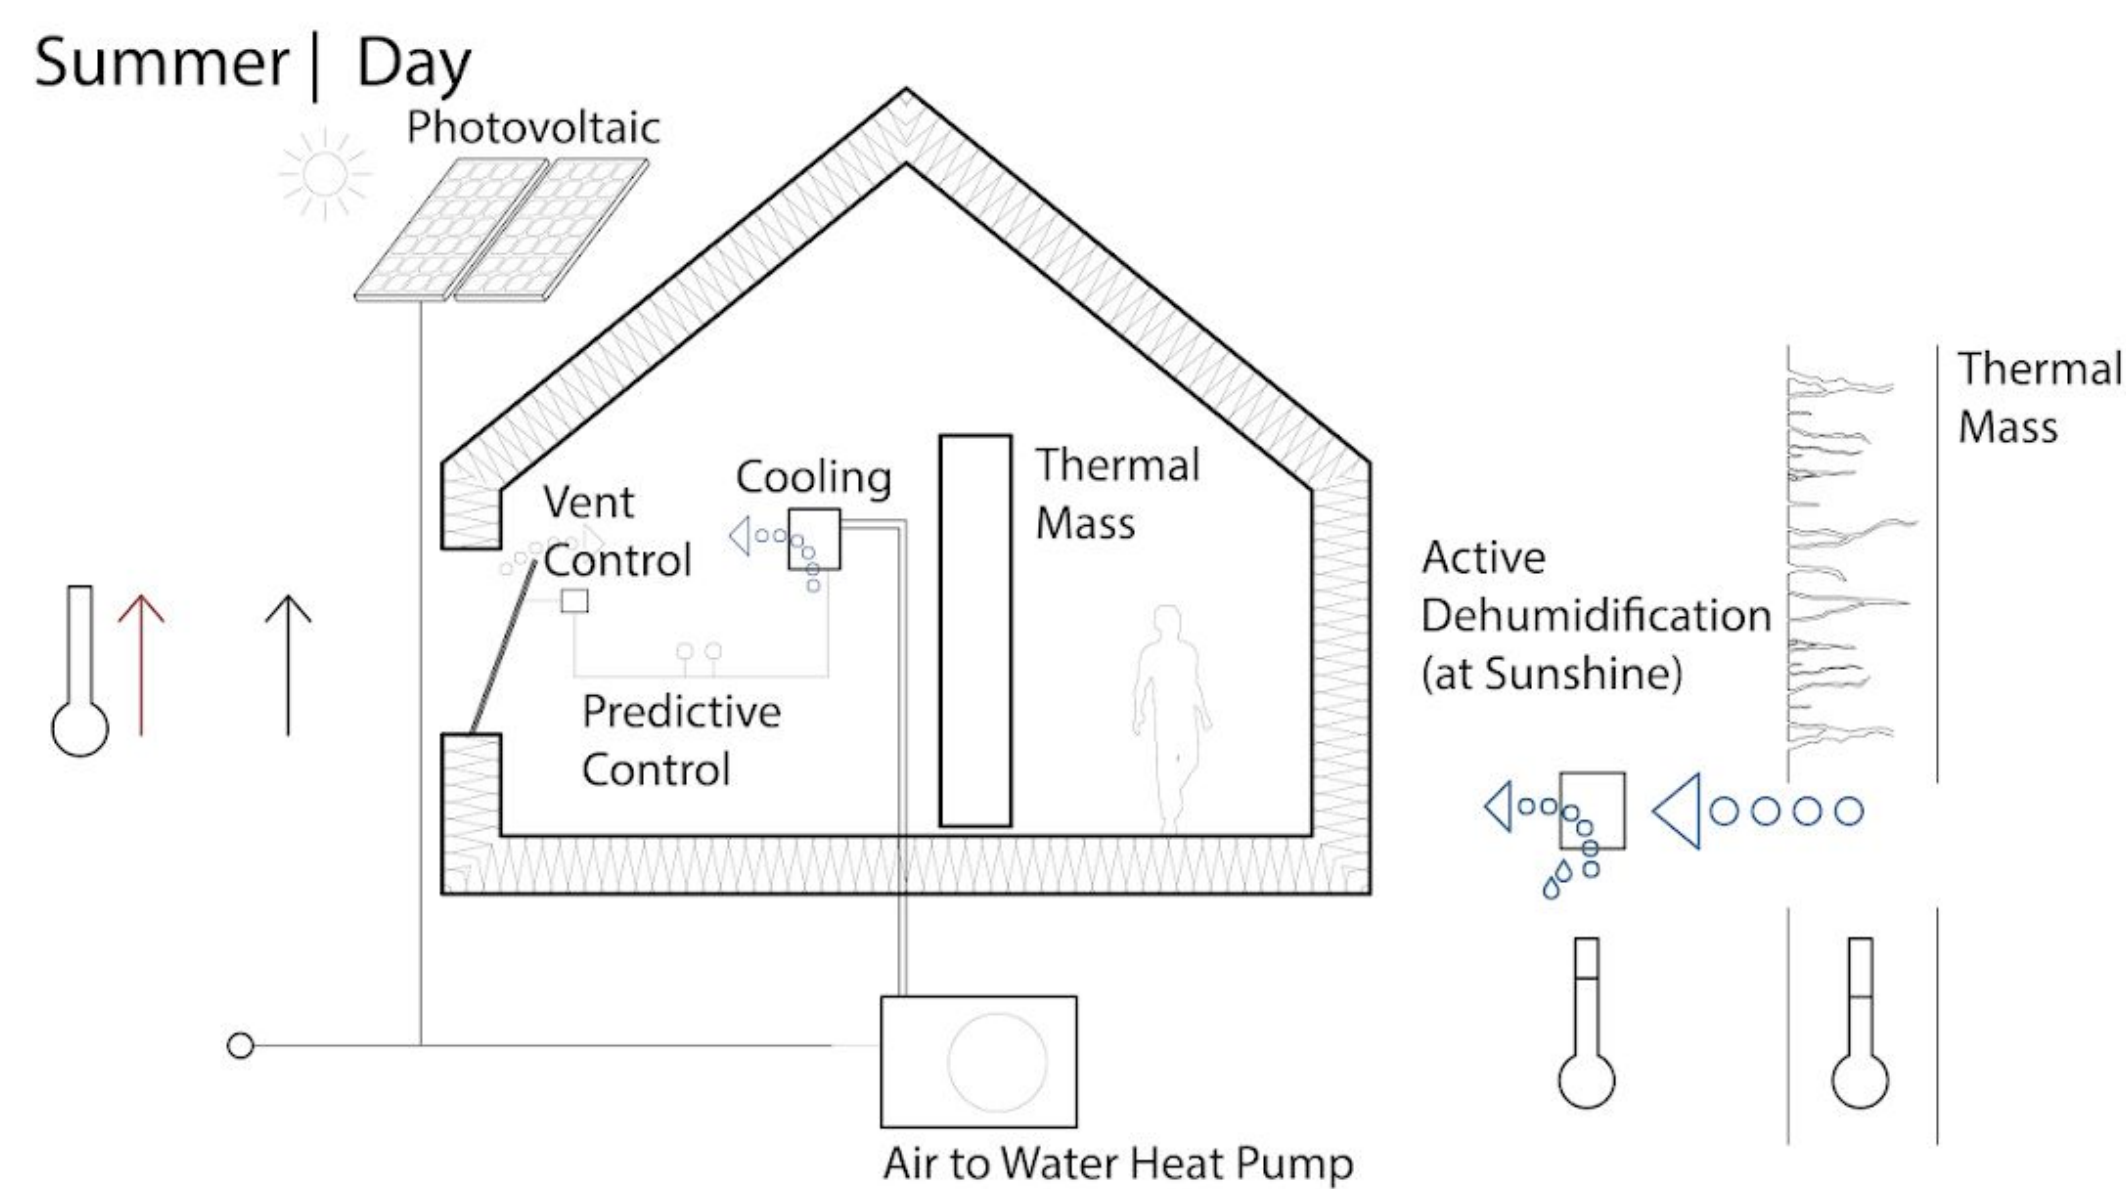 Summer| Day
Photovoltaic
Vent
Control
Cooling
Thermal
Mass
Predictive
Control
Active
Dehumidification
(at Sunshine)
Thermal
Mass
Air to Water Heat Pump